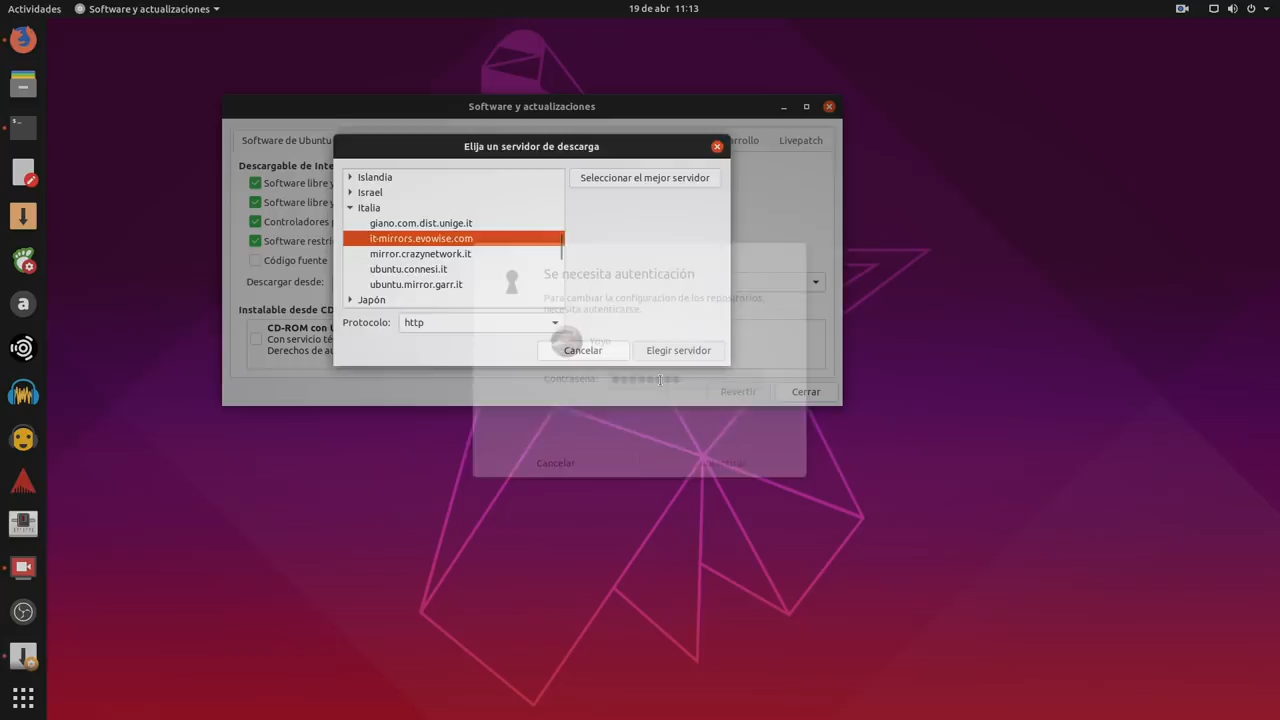 Actividades
Software y actualizaciones
19 de abr 11:13
Software y actualizaciones
Software de Ubuntu
rrollo
Livepatch
Elija un servidor de descarga
Descargable de Inte
Software libre y
Software libre y
Controladores p
Software restri
Código fuente
Descargar desde:
Islandia
Israel
Italia
giano.com.dist.unige.it
it-mirrors.evowise.com
mirror.crazynetwork.it
ubuntu.connesi.it
ubuntu.mirror.garr.it
Japón
Seleccionar el mejor servidor
Se necesita autenticación
Para cambiar la configuración de los repositorios,
necesita autenticarse.
Instalable desde CD
CD-ROM con U
Con servicio té
Derechos de au
Protocolo:
http
Yoyo
Cancelar
Elegir servidor
Contraseña:
Revertir
Cerrar
Cancelar